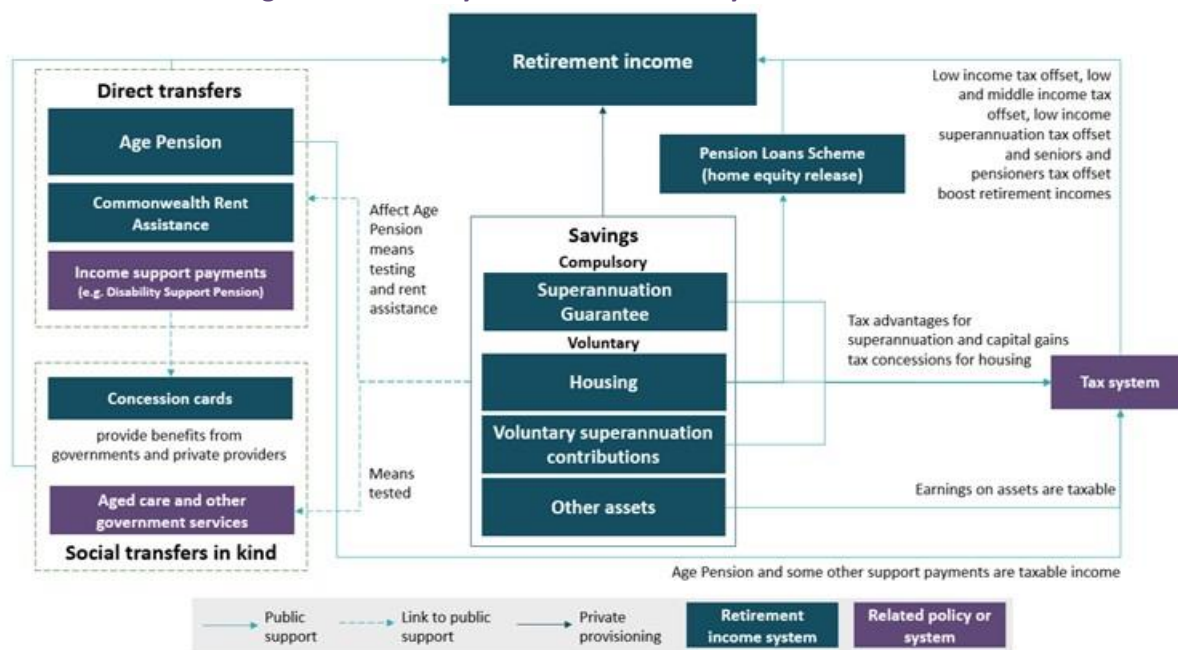 Retirement income
Direct transfers
Age Pension
Commonwealth Rent
Assistance
Income support payments
(e.g. Disability Support Pension)
Concession cards
provide benefits from
governments and private providers
Aged care and other
government services
Social transfers in kind
Affect Age
Pension
means
testing
and rent
assistance
Means
tested
Savings
Compulsory
Superannuation
Guarantee
Voluntary
Housing
Voluntary superannuation
contributions
Other assets
Pension Loans Scheme
(home equity release)
Low income tax offset, low
and middle income tax
offset, low income
superannuation tax offset
and seniors and
pensioners tax offset
boost retirement incomes
Tax advantages for
superannuation and capital gains
tax concessions for housing
Tax system
Earnings on assets are taxable
Age Pension and some other support payments are taxable income
Public
support
Link to public
support
Private
provisioning
Retirement
income system
Related policy or
system